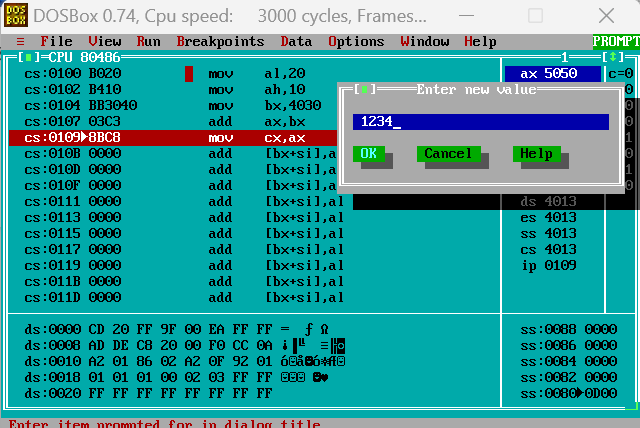 DOSBox 0.74, Cpu speed: 3000 cycles, Frames...
≡ File View Run Breakpoints Data Options Window Help PROMPT
[■]=CPU 80486 1 [↕]
cs:0100 B020 mov al,20 ax 5050 c=0
cs:0102 B410 mov ah,10
cs:0104 BB3040 mov bx,4030
cs:0107 03C3 add ax,bx
cs:0109►8BC8 mov cx,ax
cs:010B 0000 add [bx+si],al
cs:010D 0000 add [bx+si],al
cs:010F 0000 add [bx+si],al
cs:0111 0000 add [bx+si],al ds 4013
cs:0113 0000 add [bx+si],al es 4013
cs:0115 0000 add [bx+si],al ss 4013
cs:0117 0000 add [bx+si],al cs 4013
cs:0119 0000 add [bx+si],al ip 0109
cs:011B 0000 add [bx+si],al
cs:011D 0000 add [bx+si],al
[■] Enter new value
1234_
OK Cancel Help
ds:0000 CD 20 FF 9F 00 EA FF FF = ƒ Ω ss:0088 0000
ds:0008 AD DE C8 20 00 F0 CC 0A ss:0086 0000
ds:0010 A2 01 86 02 A2 0F 92 01 ss:0084 0000
ds:0018 01 01 01 00 02 03 FF FF ss:0082 0000
ds:0020 FF FF FF FF FF FF FF FF ss:0080►0D00
Enter item prompted for in dialog title